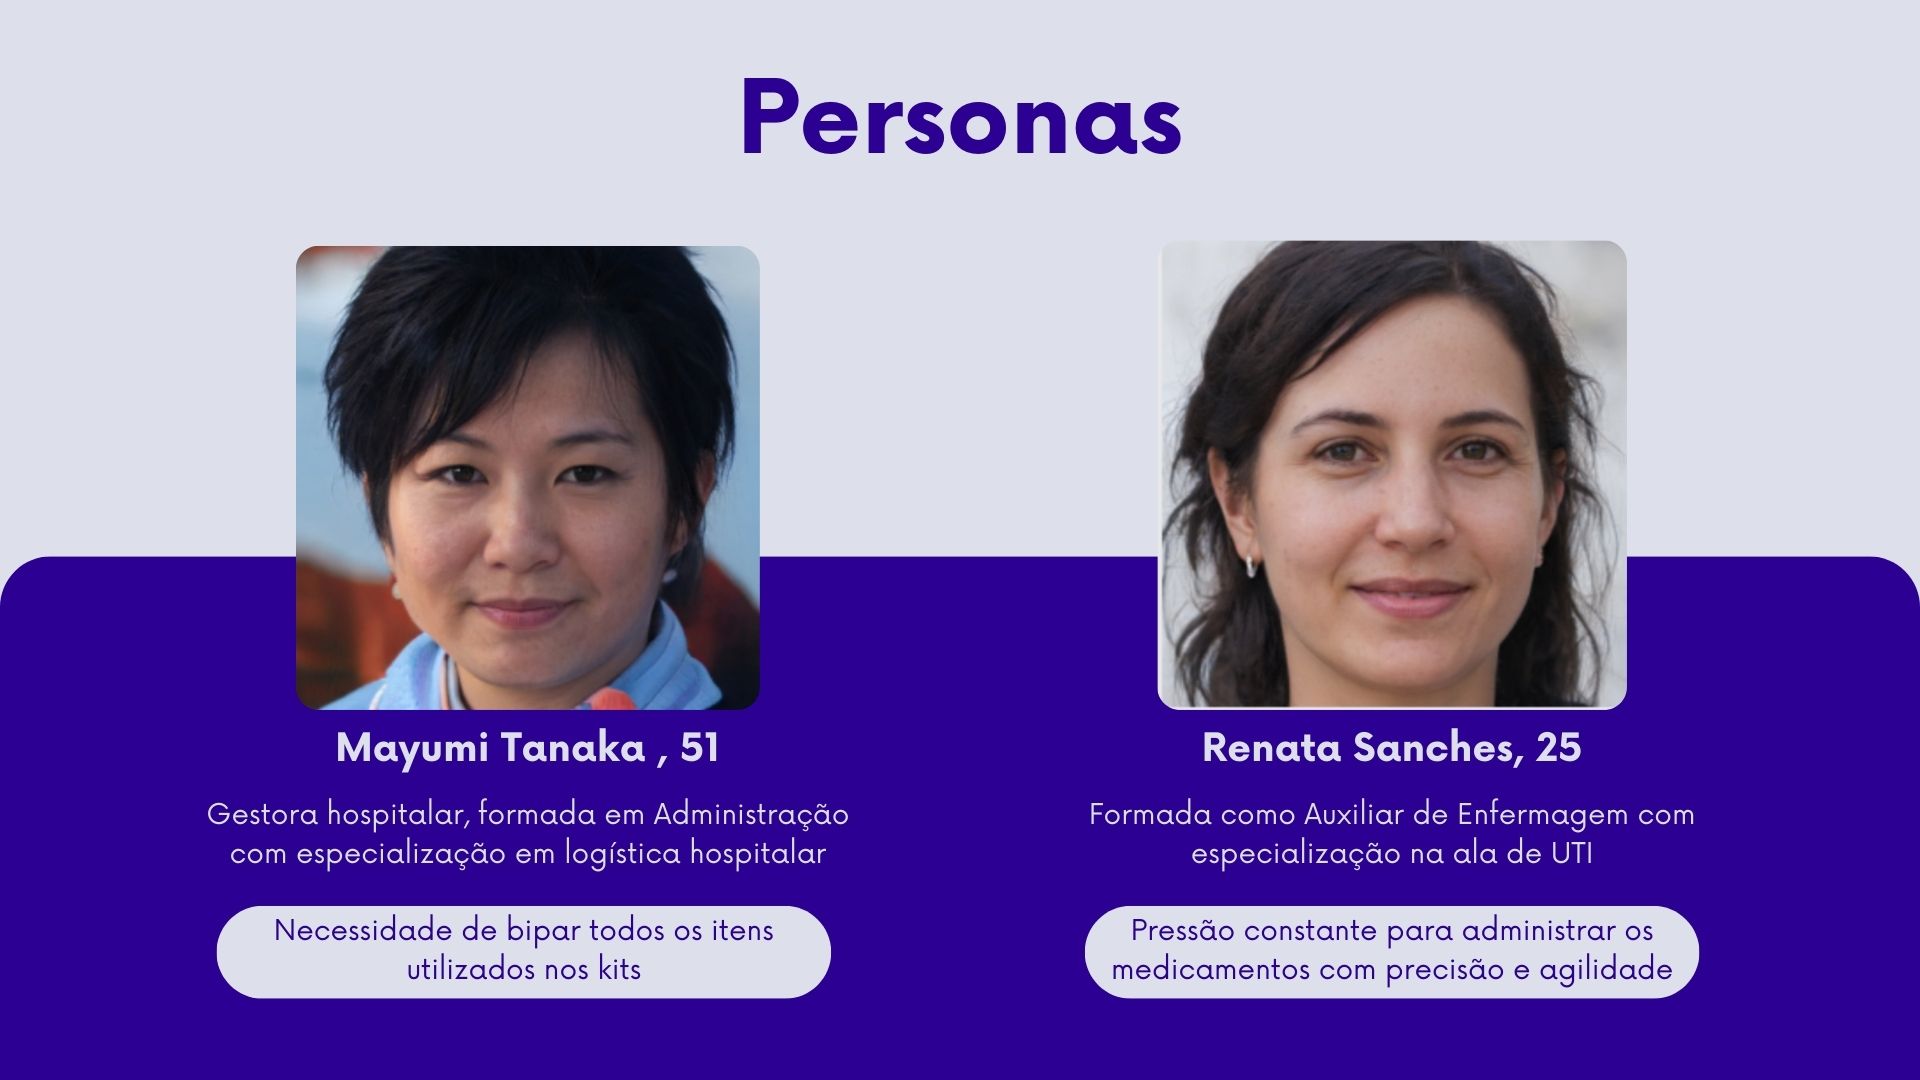 Personas
Mayumi Tanaka , 51
Gestora hospitalar, formada em Administração
com especialização em logística hospitalar
Necessidade de bipar todos os itens
utilizados nos kits
Renata Sanches, 25
Formada como Auxiliar de Enfermagem com
especialização na ala de UTI
Pressão constante para administrar os
medicamentos com precisão e agilidade